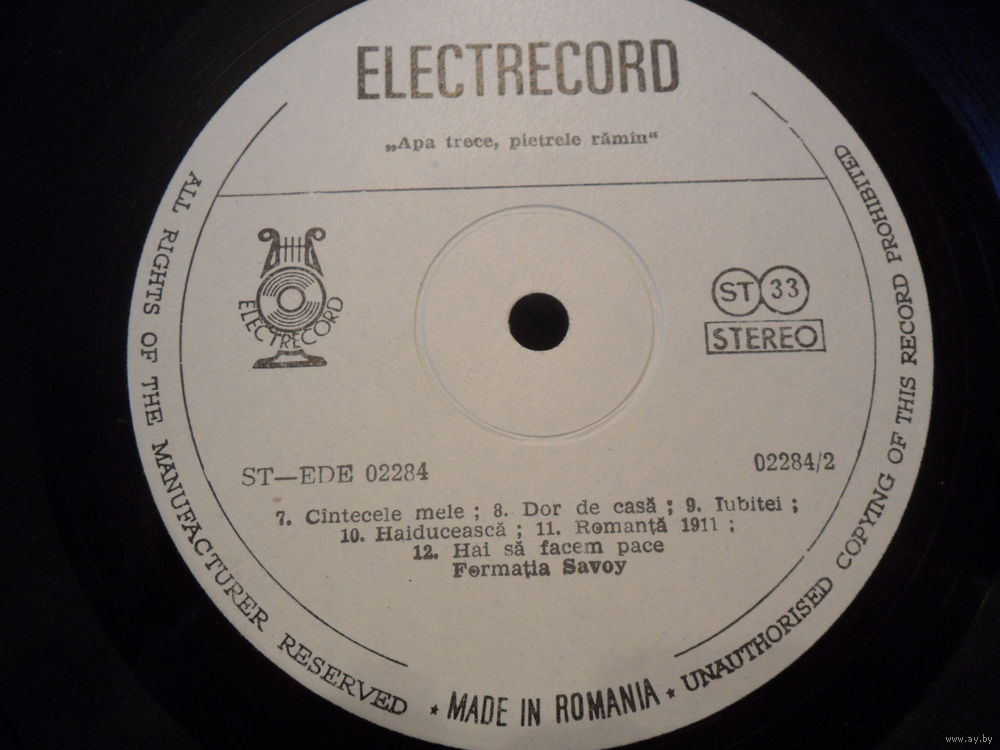 ELECTRECORD
„Apa trece, pietrele rămîn“
ELECTRECORD
ST 33
STEREO
ST—EDE 02284
02284/2
7. Cîntecele mele ; 8. Dor de casă ; 9. Iubitei ;
10. Haiducească ; 11. Romanță 1911 ;
12. Hai să facem pace
Formația Savoy
ALL RIGHTS OF THE MANUFACTURER RESERVED ★ MADE IN ROMANIA ★ UNAUTHORISED COPYING OF THIS RECORD PROHIBITED
www.ay.by